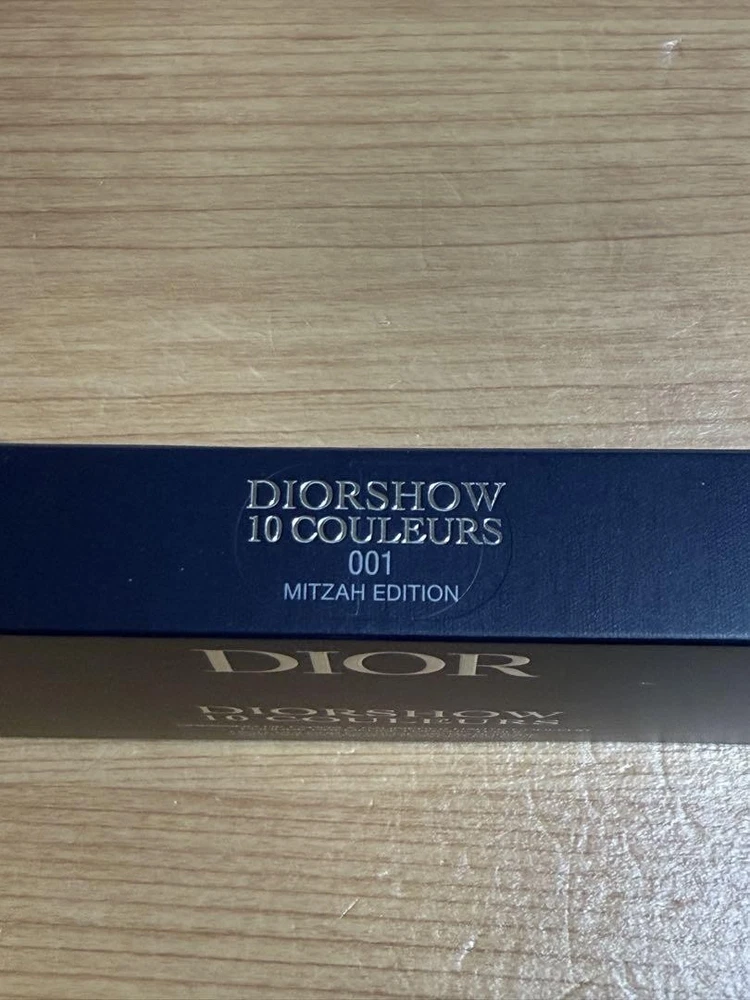 DIORSHOW
10 COULEURS
001
MITZAH EDITION
DIOR
DIORSHOW
10 COULEURS